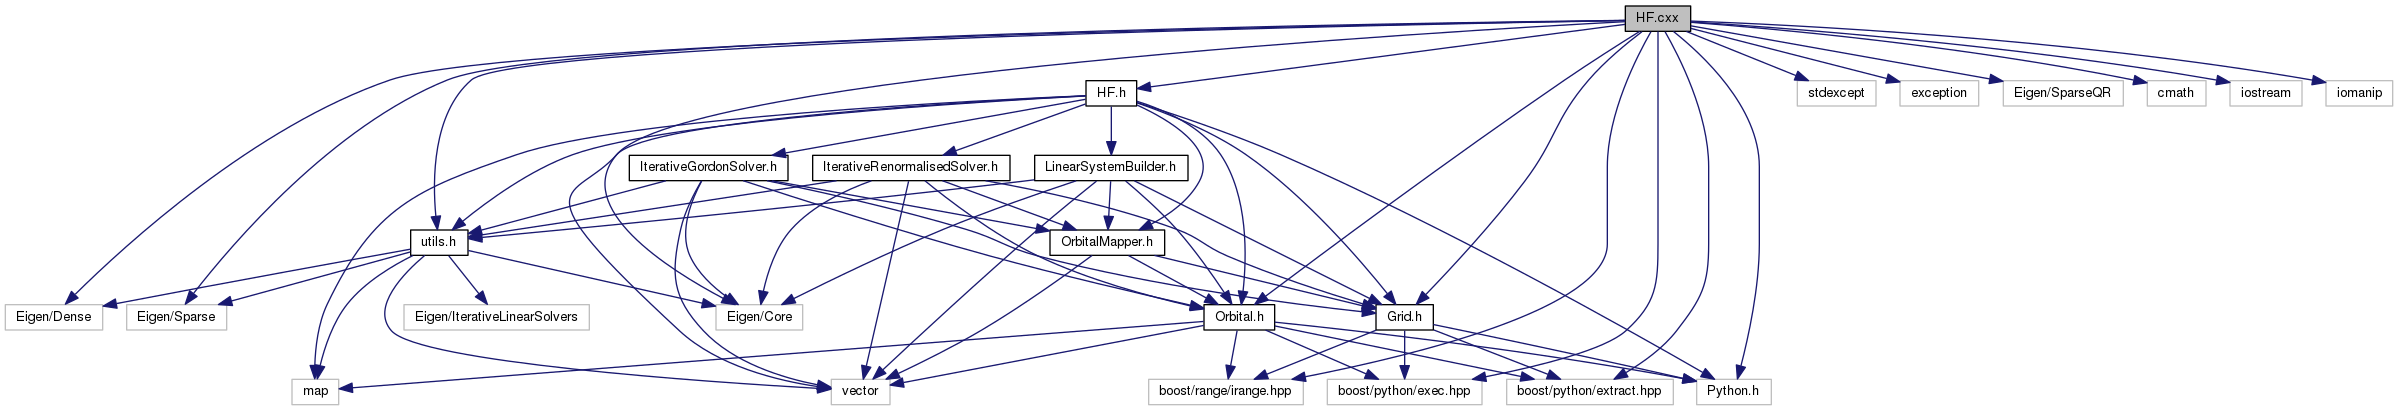 HF.cxx
HF.h
stdexcept
exception
Eigen/SparseQR
cmath
iostream
iomanip
IterativeGordonSolver.h
IterativeRenormalisedSolver.h
LinearSystemBuilder.h
utils.h
OrbitalMapper.h
Eigen/Dense
Eigen/Sparse
Eigen/IterativeLinearSolvers
Eigen/Core
Orbital.h
Grid.h
map
vector
boost/range/irange.hpp
boost/python/exec.hpp
boost/python/extract.hpp
Python.h